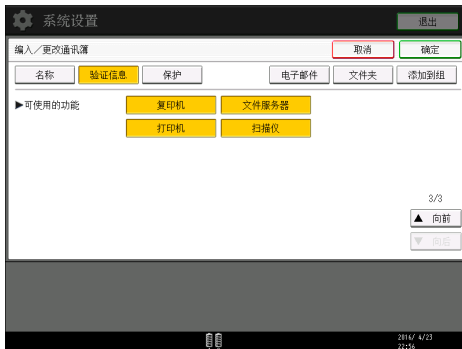 系统设置
退出
编入／更改通讯簿
取消
确定
名称
验证信息
保护
电子邮件
文件夹
添加到组
▶可使用的功能
复印机
文件服务器
打印机
扫描仪
3/3
▲ 向前
▼ 向后
2016/ 4/23
22:56